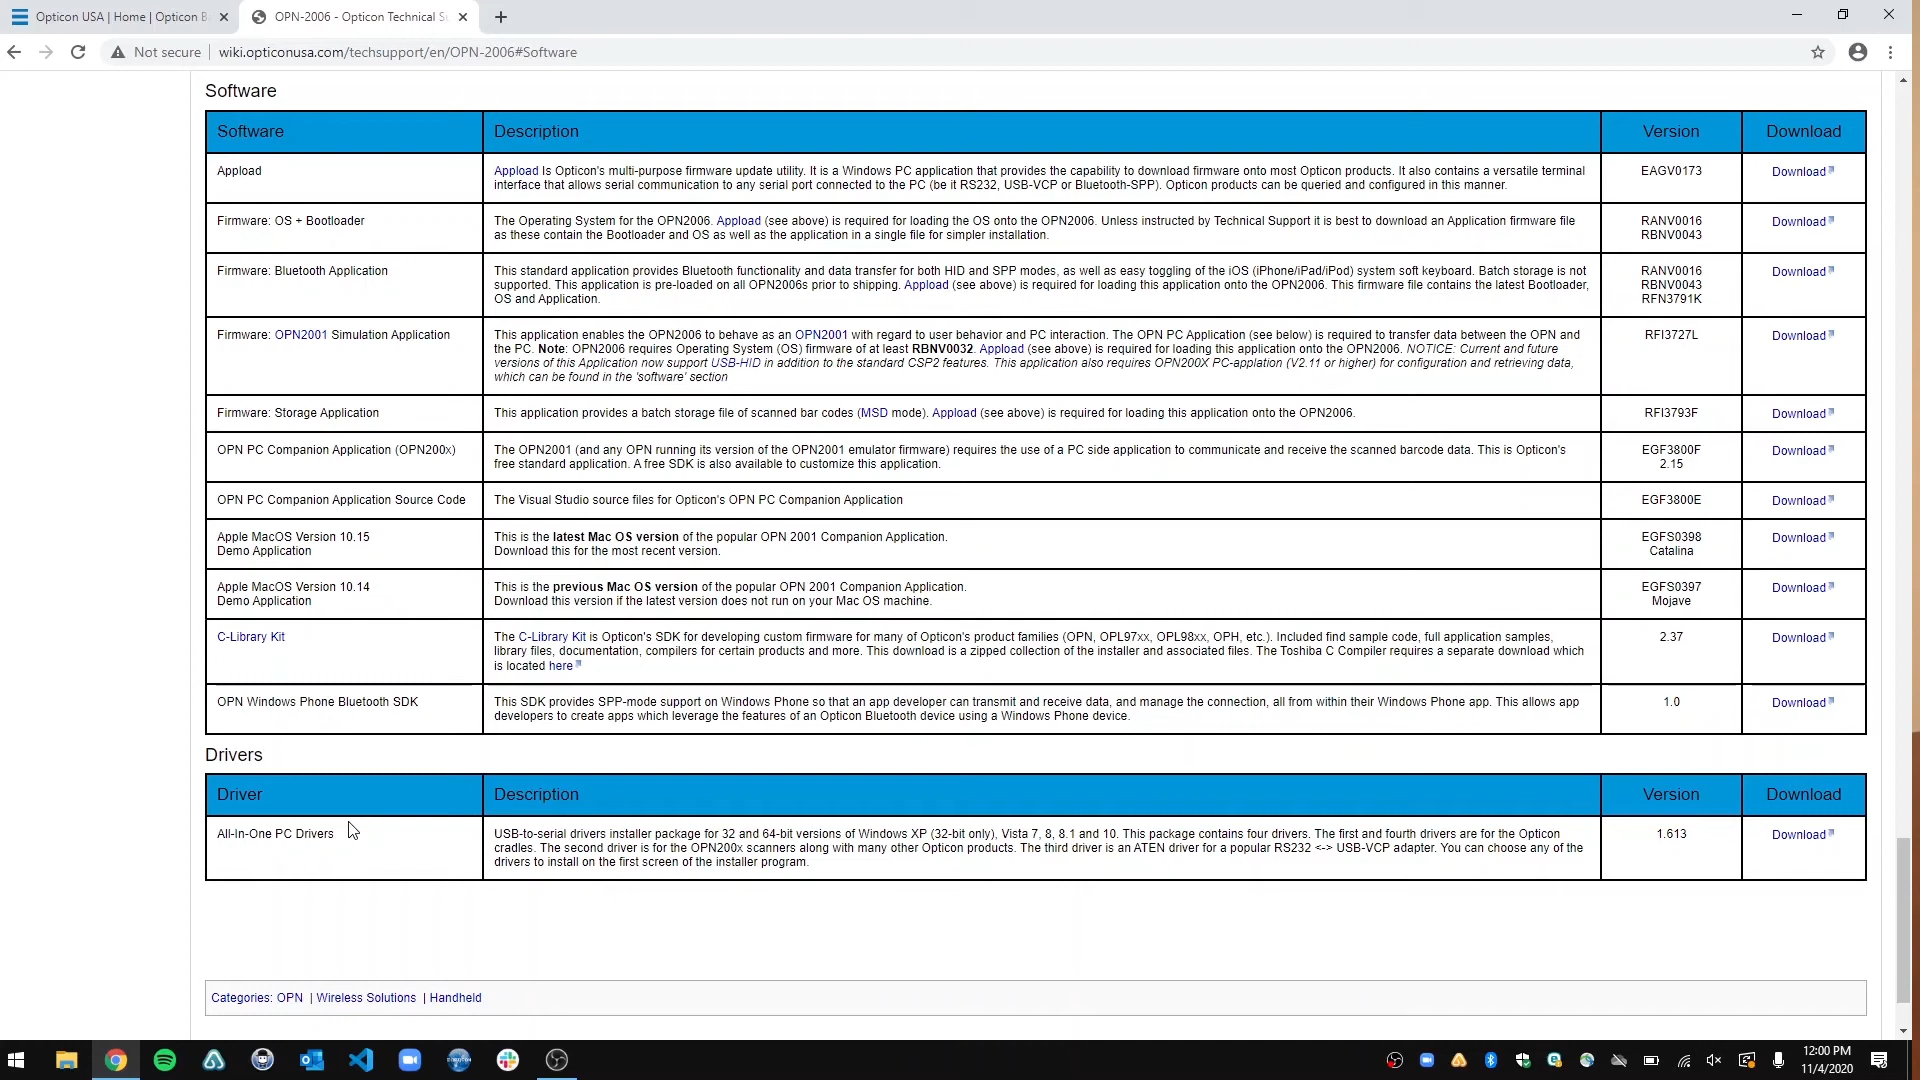 Opticon USA | Home | Opticon B
OPN-2006 - Opticon Technical S
Not secure
wiki.opticonusa.com/techsupport/en/OPN-2006#Software
Software
Software Description Version Download
Appload
Appload Is Opticon's multi-purpose firmware update utility. It is a Windows PC application that provides the capability to download firmware onto most Opticon products. It also contains a versatile terminal
interface that allows serial communication to any serial port connected to the PC (be it RS232, USB-VCP or Bluetooth-SPP). Opticon products can be queried and configured in this manner.
EAGV0173
Download
Firmware: OS + Bootloader
The Operating System for the OPN2006. Appload (see above) is required for loading the OS onto the OPN2006. Unless instructed by Technical Support it is best to download an Application firmware file
as these contain the Bootloader and OS as well as the application in a single file for simpler installation.
RANV0016
RBNV0043
Download
Firmware: Bluetooth Application
This standard application provides Bluetooth functionality and data transfer for both HID and SPP modes, as well as easy toggling of the iOS (iPhone/iPad/iPod) system soft keyboard. Batch storage is not
supported. This application is pre-loaded on all OPN2006s prior to shipping. Appload (see above) is required for loading this application onto the OPN2006. This firmware file contains the latest Bootloader,
OS and Application.
RANV0016
RBNV0043
RFN3791K
Download
Firmware: OPN2001 Simulation Application
This application enables the OPN2006 to behave as an OPN2001 with regard to user behavior and PC interaction. The OPN PC Application (see below) is required to transfer data between the OPN and
the PC. Note: OPN2006 requires Operating System (OS) firmware of at least RBNV0032. Appload (see above) is required for loading this application onto the OPN2006. NOTICE: Current and future
versions of this Application now support USB-HID in addition to the standard CSP2 features. This application also requires OPN200X PC-appliation (V2.11 or higher) for configuration and retrieving data,
which can be found in the 'software' section
RFI3727L
Download
Firmware: Storage Application
This application provides a batch storage file of scanned bar codes (MSD mode). Appload (see above) is required for loading this application onto the OPN2006.
RFI3793F
Download
OPN PC Companion Application (OPN200x)
The OPN2001 (and any OPN running its version of the OPN2001 emulator firmware) requires the use of a PC side application to communicate and receive the scanned barcode data. This is Opticon's
free standard application. A free SDK is also available to customize this application.
EGF3800F
2.15
Download
OPN PC Companion Application Source Code
The Visual Studio source files for Opticon's OPN PC Companion Application
EGF3800E
Download
Apple MacOS Version 10.15
Demo Application
This is the latest Mac OS version of the popular OPN 2001 Companion Application.
Download this for the most recent version.
EGFS0398
Catalina
Download
Apple MacOS Version 10.14
Demo Application
This is the previous Mac OS version of the popular OPN 2001 Companion Application.
Download this version if the latest version does not run on your Mac OS machine.
EGFS0397
Mojave
Download
C-Library Kit
The C-Library Kit is Opticon's SDK for developing custom firmware for many of Opticon's product families (OPN, OPL97xx, OPL98xx, OPH, etc.). Included find sample code, full application samples,
library files, documentation, compilers for certain products and more. This download is a zipped collection of the installer and associated files. The Toshiba C Compiler requires a separate download which
is located here
2.37
Download
OPN Windows Phone Bluetooth SDK
This SDK provides SPP-mode support on Windows Phone so that an app developer can transmit and receive data, and manage the connection, all from within their Windows Phone app. This allows app
developers to create apps which leverage the features of an Opticon Bluetooth device using a Windows Phone device.
1.0
Download
Drivers
Driver Description Version Download
All-In-One PC Drivers
USB-to-serial drivers installer package for 32 and 64-bit versions of Windows XP (32-bit only), Vista 7, 8, 8.1 and 10. This package contains four drivers. The first and fourth drivers are for the Opticon
cradles. The second driver is for the OPN200x scanners along with many other Opticon products. The third driver is an ATEN driver for a popular RS232 <-> USB-VCP adapter. You can choose any of the
drivers to install on the first screen of the installer program.
1.613
Download
Categories: OPN | Wireless Solutions | Handheld
12:00 PM
11/4/2020